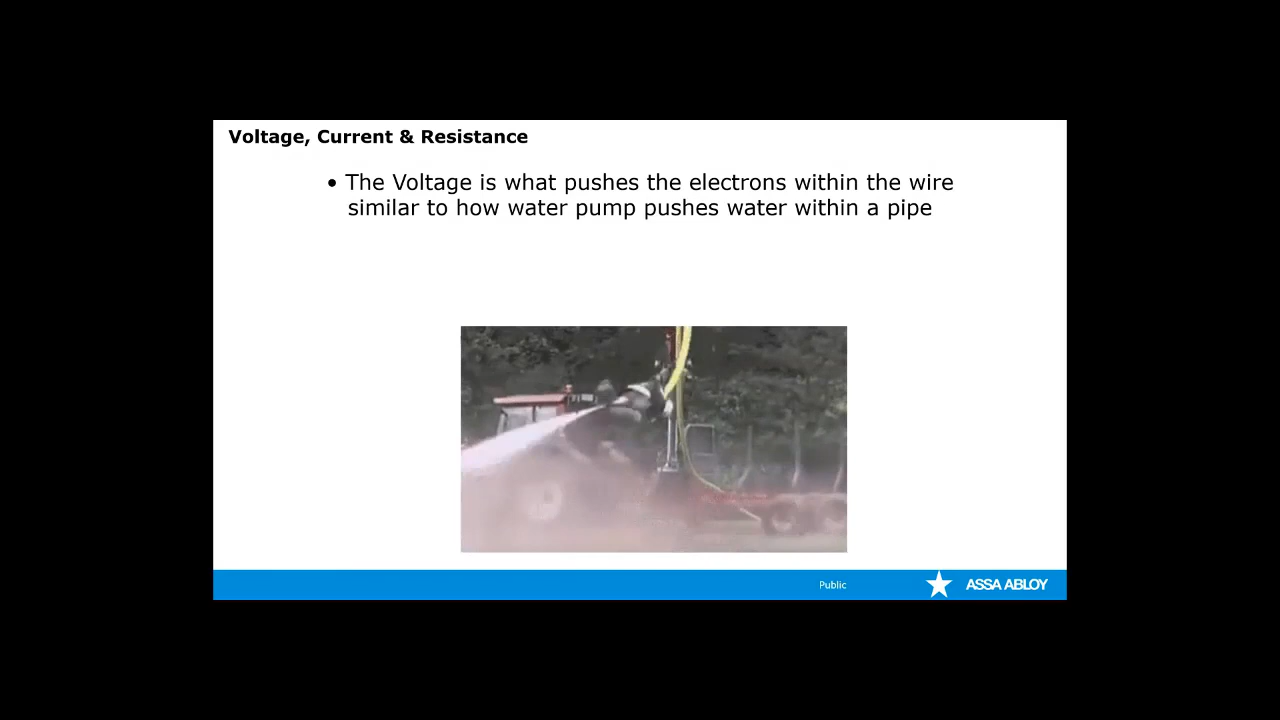 Voltage, Current & Resistance
• The Voltage is what pushes the electrons within the wire
similar to how water pump pushes water within a pipe
Public
ASSA ABLOY